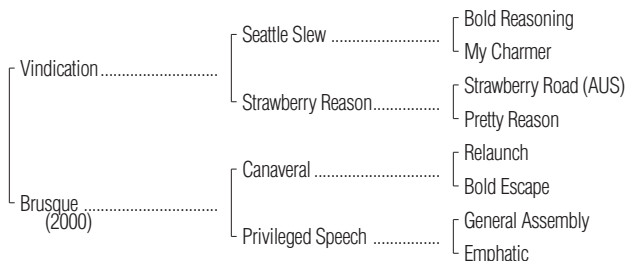 Bold Reasoning
Seattle Slew ..............................
My Charmer
Vindication................................
Strawberry Road (AUS)
Strawberry Reason..................
Pretty Reason
Relaunch
Canaveral ...................................
Bold Escape
Brusque ....................................
(2000)
General Assembly
Privileged Speech ..................
Emphatic